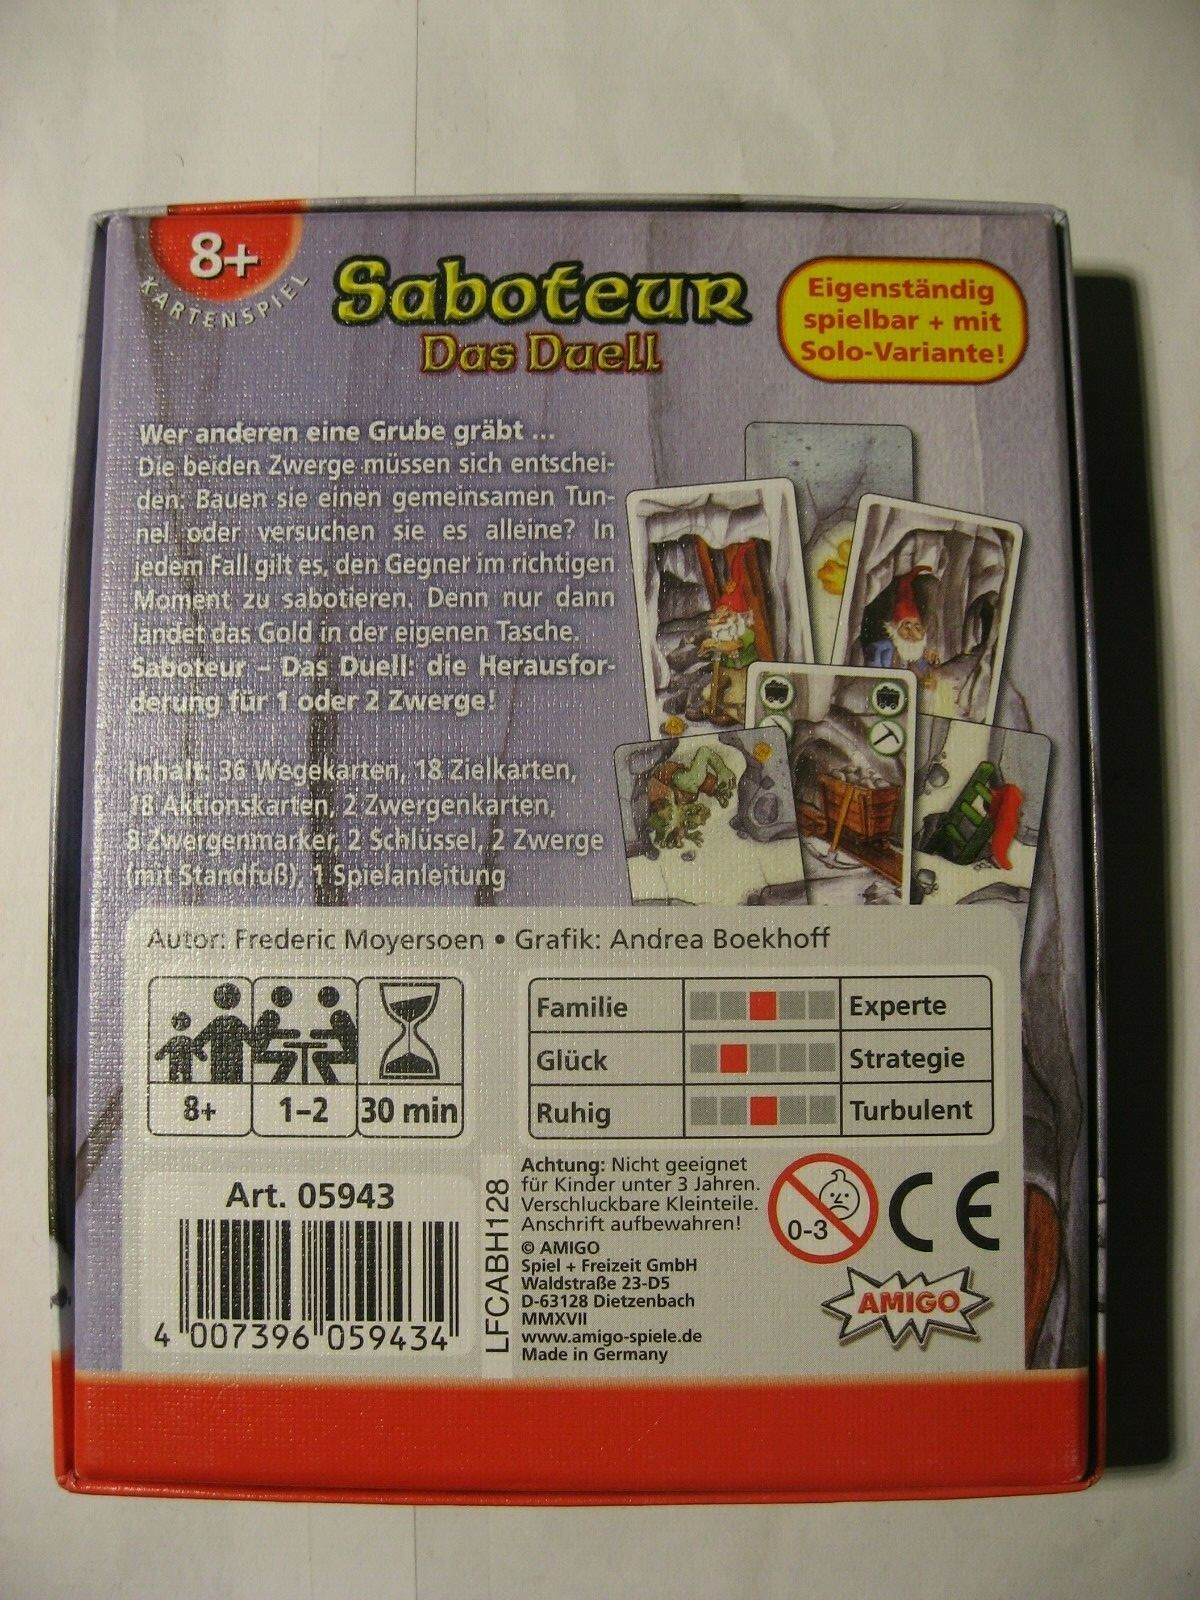 8+
KARTENSPIEL
Saboteur
Das Duell
Eigenständig
spielbar + mit
Solo-Variante!
Wer anderen eine Grube gräbt ...
Die beiden Zwerge müssen sich entschei-
den: Bauen sie einen gemeinsamen Tun-
nel oder versuchen sie es alleine? In
jedem Fall gilt es, den Gegner im richtigen
Moment zu sabotieren. Denn nur dann
landet das Gold in der eigenen Tasche.
Saboteur – Das Duell: die Herausfor-
derung für 1 oder 2 Zwerge!
Inhalt: 36 Wegekarten, 18 Zielkarten,
18 Aktionskarten, 2 Zwergenkarten,
8 Zwergenmarker, 2 Schlüssel, 2 Zwerge
(mit Standfuß), 1 Spielanleitung
Autor: Frederic Moyersoen • Grafik: Andrea Boekhoff
8+ 1–2 30 min
Familie Experte
Glück Strategie
Ruhig Turbulent
Art. 05943
4 007396 059434
LFCABH128
Achtung: Nicht geeignet
für Kinder unter 3 Jahren.
Verschluckbare Kleinteile.
Anschrift aufbewahren!
© AMIGO
Spiel + Freizeit GmbH
Waldstraße 23-D5
D-63128 Dietzenbach
MMXVII
www.amigo-spiele.de
Made in Germany
0-3
CE
AMIGO